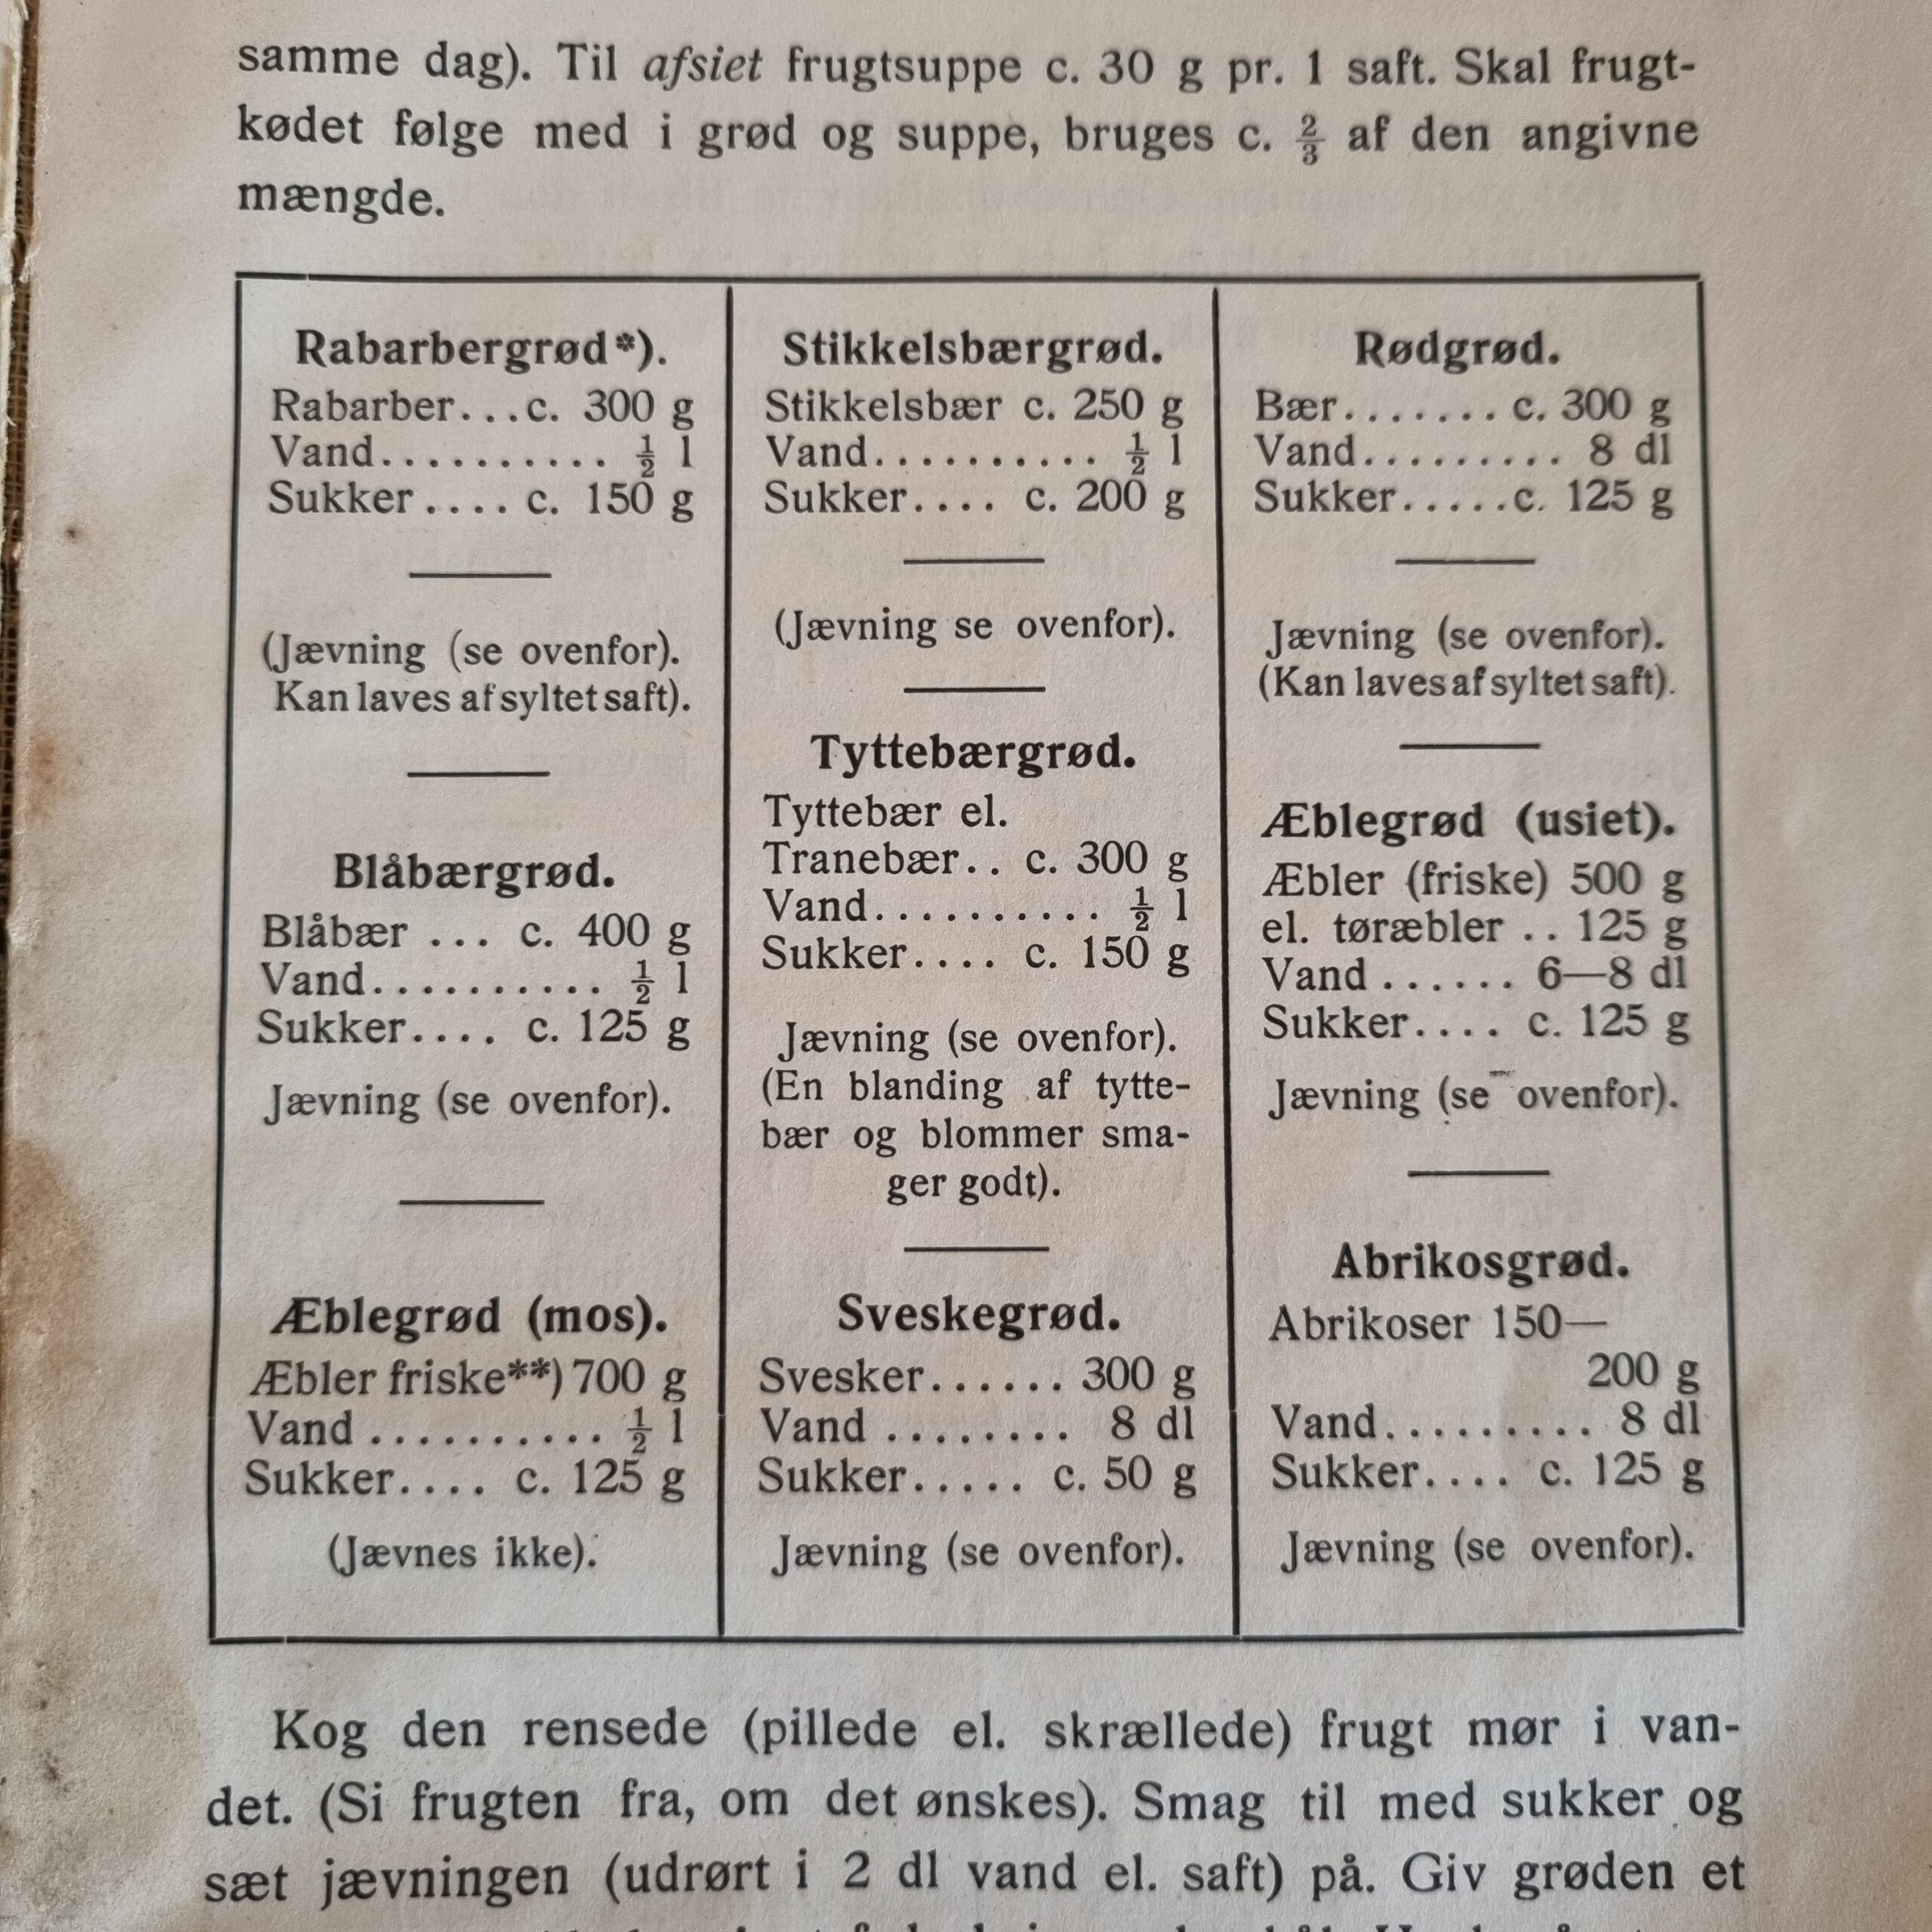 samme dag). Til afsiet frugtsuppe c. 30 g pr. 1 saft. Skal frugt-
kødet følge med i grød og suppe, bruges c. ⅔ af den angivne
mængde.
Rabarbergrød*).
Rabarber...c. 300 g
Vand.......... ½ l
Sukker .... c. 150 g
(Jævning (se ovenfor).
Kan laves af syltet saft).
Blåbærgrød.
Blåbær ... c. 400 g
Vand.......... ½ l
Sukker.... c. 125 g
Jævning (se ovenfor).
Æblegrød (mos).
Æbler friske**) 700 g
Vand .......... ½ l
Sukker.... c. 125 g
(Jævnes ikke).
Stikkelsbærgrød.
Stikkelsbær c. 250 g
Vand.......... ½ l
Sukker.... c. 200 g
(Jævning se ovenfor).
Tyttebærgrød.
Tyttebær el.
Tranebær.. c. 300 g
Vand.......... ½ l
Sukker.... c. 150 g
Jævning (se ovenfor).
(En blanding af tytte-
bær og blommer sma-
ger godt).
Sveskegrød.
Svesker...... 300 g
Vand ........ 8 dl
Sukker..... c. 50 g
Jævning (se ovenfor).
Rødgrød.
Bær....... c. 300 g
Vand......... 8 dl
Sukker.....c. 125 g
Jævning (se ovenfor).
(Kan laves af syltet saft).
Æblegrød (usiet).
Æbler (friske) 500 g
el. tøræbler .. 125 g
Vand ...... 6—8 dl
Sukker.... c. 125 g
Jævning (se ovenfor).
Abrikosgrød.
Abrikoser 150—
200 g
Vand......... 8 dl
Sukker.... c. 125 g
Jævning (se ovenfor).
Kog den rensede (pillede el. skrællede) frugt mør i van-
det. (Si frugten fra, om det ønskes). Smag til med sukker og
sæt jævningen (udrørt i 2 dl vand el. saft) på. Giv grøden et